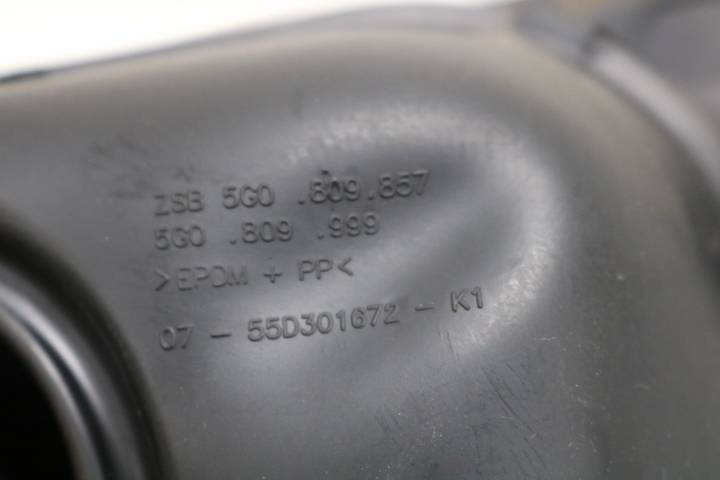 ZSB 5G0 .809.857
5G0 .809 .999
>EPDM + PP<
07 - 55D301672 - K1